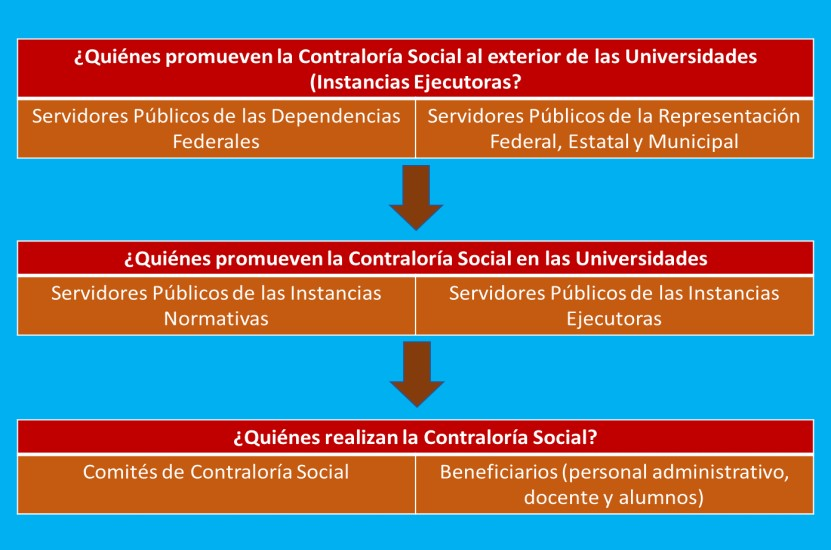 ¿Quiénes promueven la Contraloría Social al exterior de las Universidades
(Instancias Ejecutoras?
Servidores Públicos de las Dependencias
Federales
Servidores Públicos de la Representación
Federal, Estatal y Municipal
¿Quiénes promueven la Contraloría Social en las Universidades
Servidores Públicos de las Instancias
Normativas
Servidores Públicos de las Instancias
Ejecutoras
¿Quiénes realizan la Contraloría Social?
Comités de Contraloría Social
Beneficiarios (personal administrativo,
docente y alumnos)